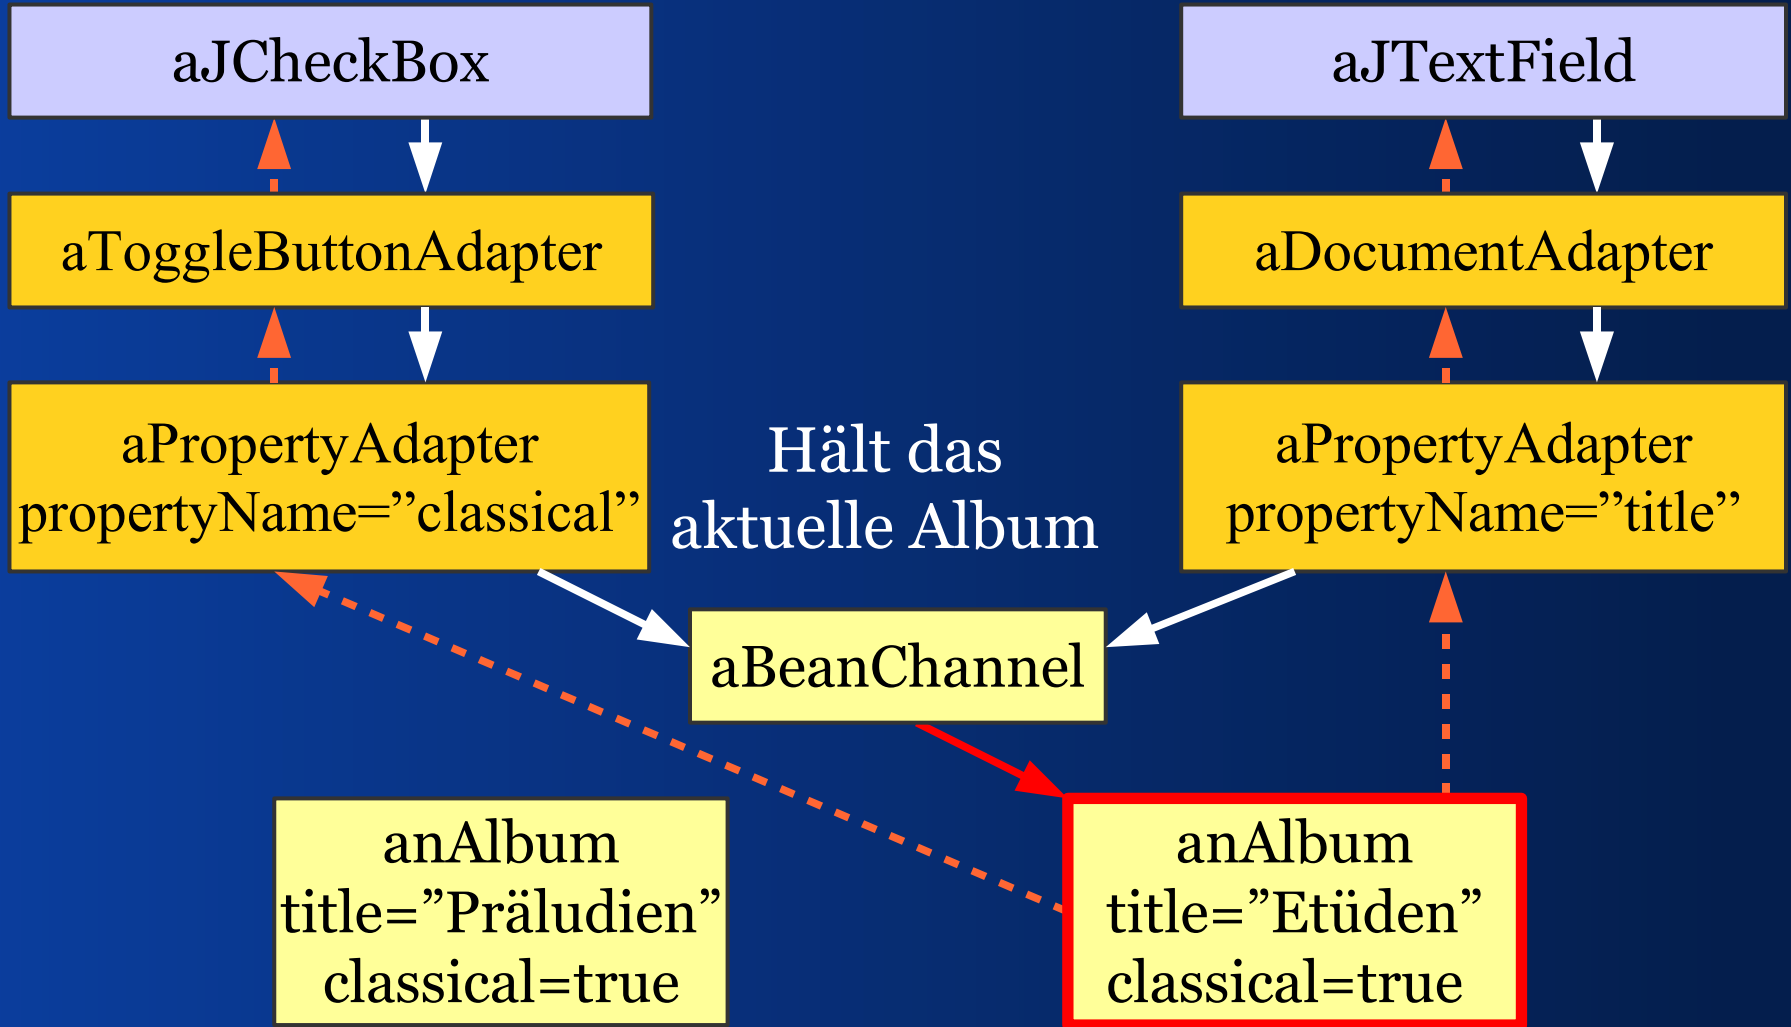 aJCheckBox
aJTextField
aToggleButtonAdapter
aDocumentAdapter
aPropertyAdapter
propertyName=”classical”
Hält das
aktuelle Album
aPropertyAdapter
propertyName=”title”
aBeanChannel
anAlbum
title=”Präludien”
classical=true
anAlbum
title=”Etüden”
classical=true